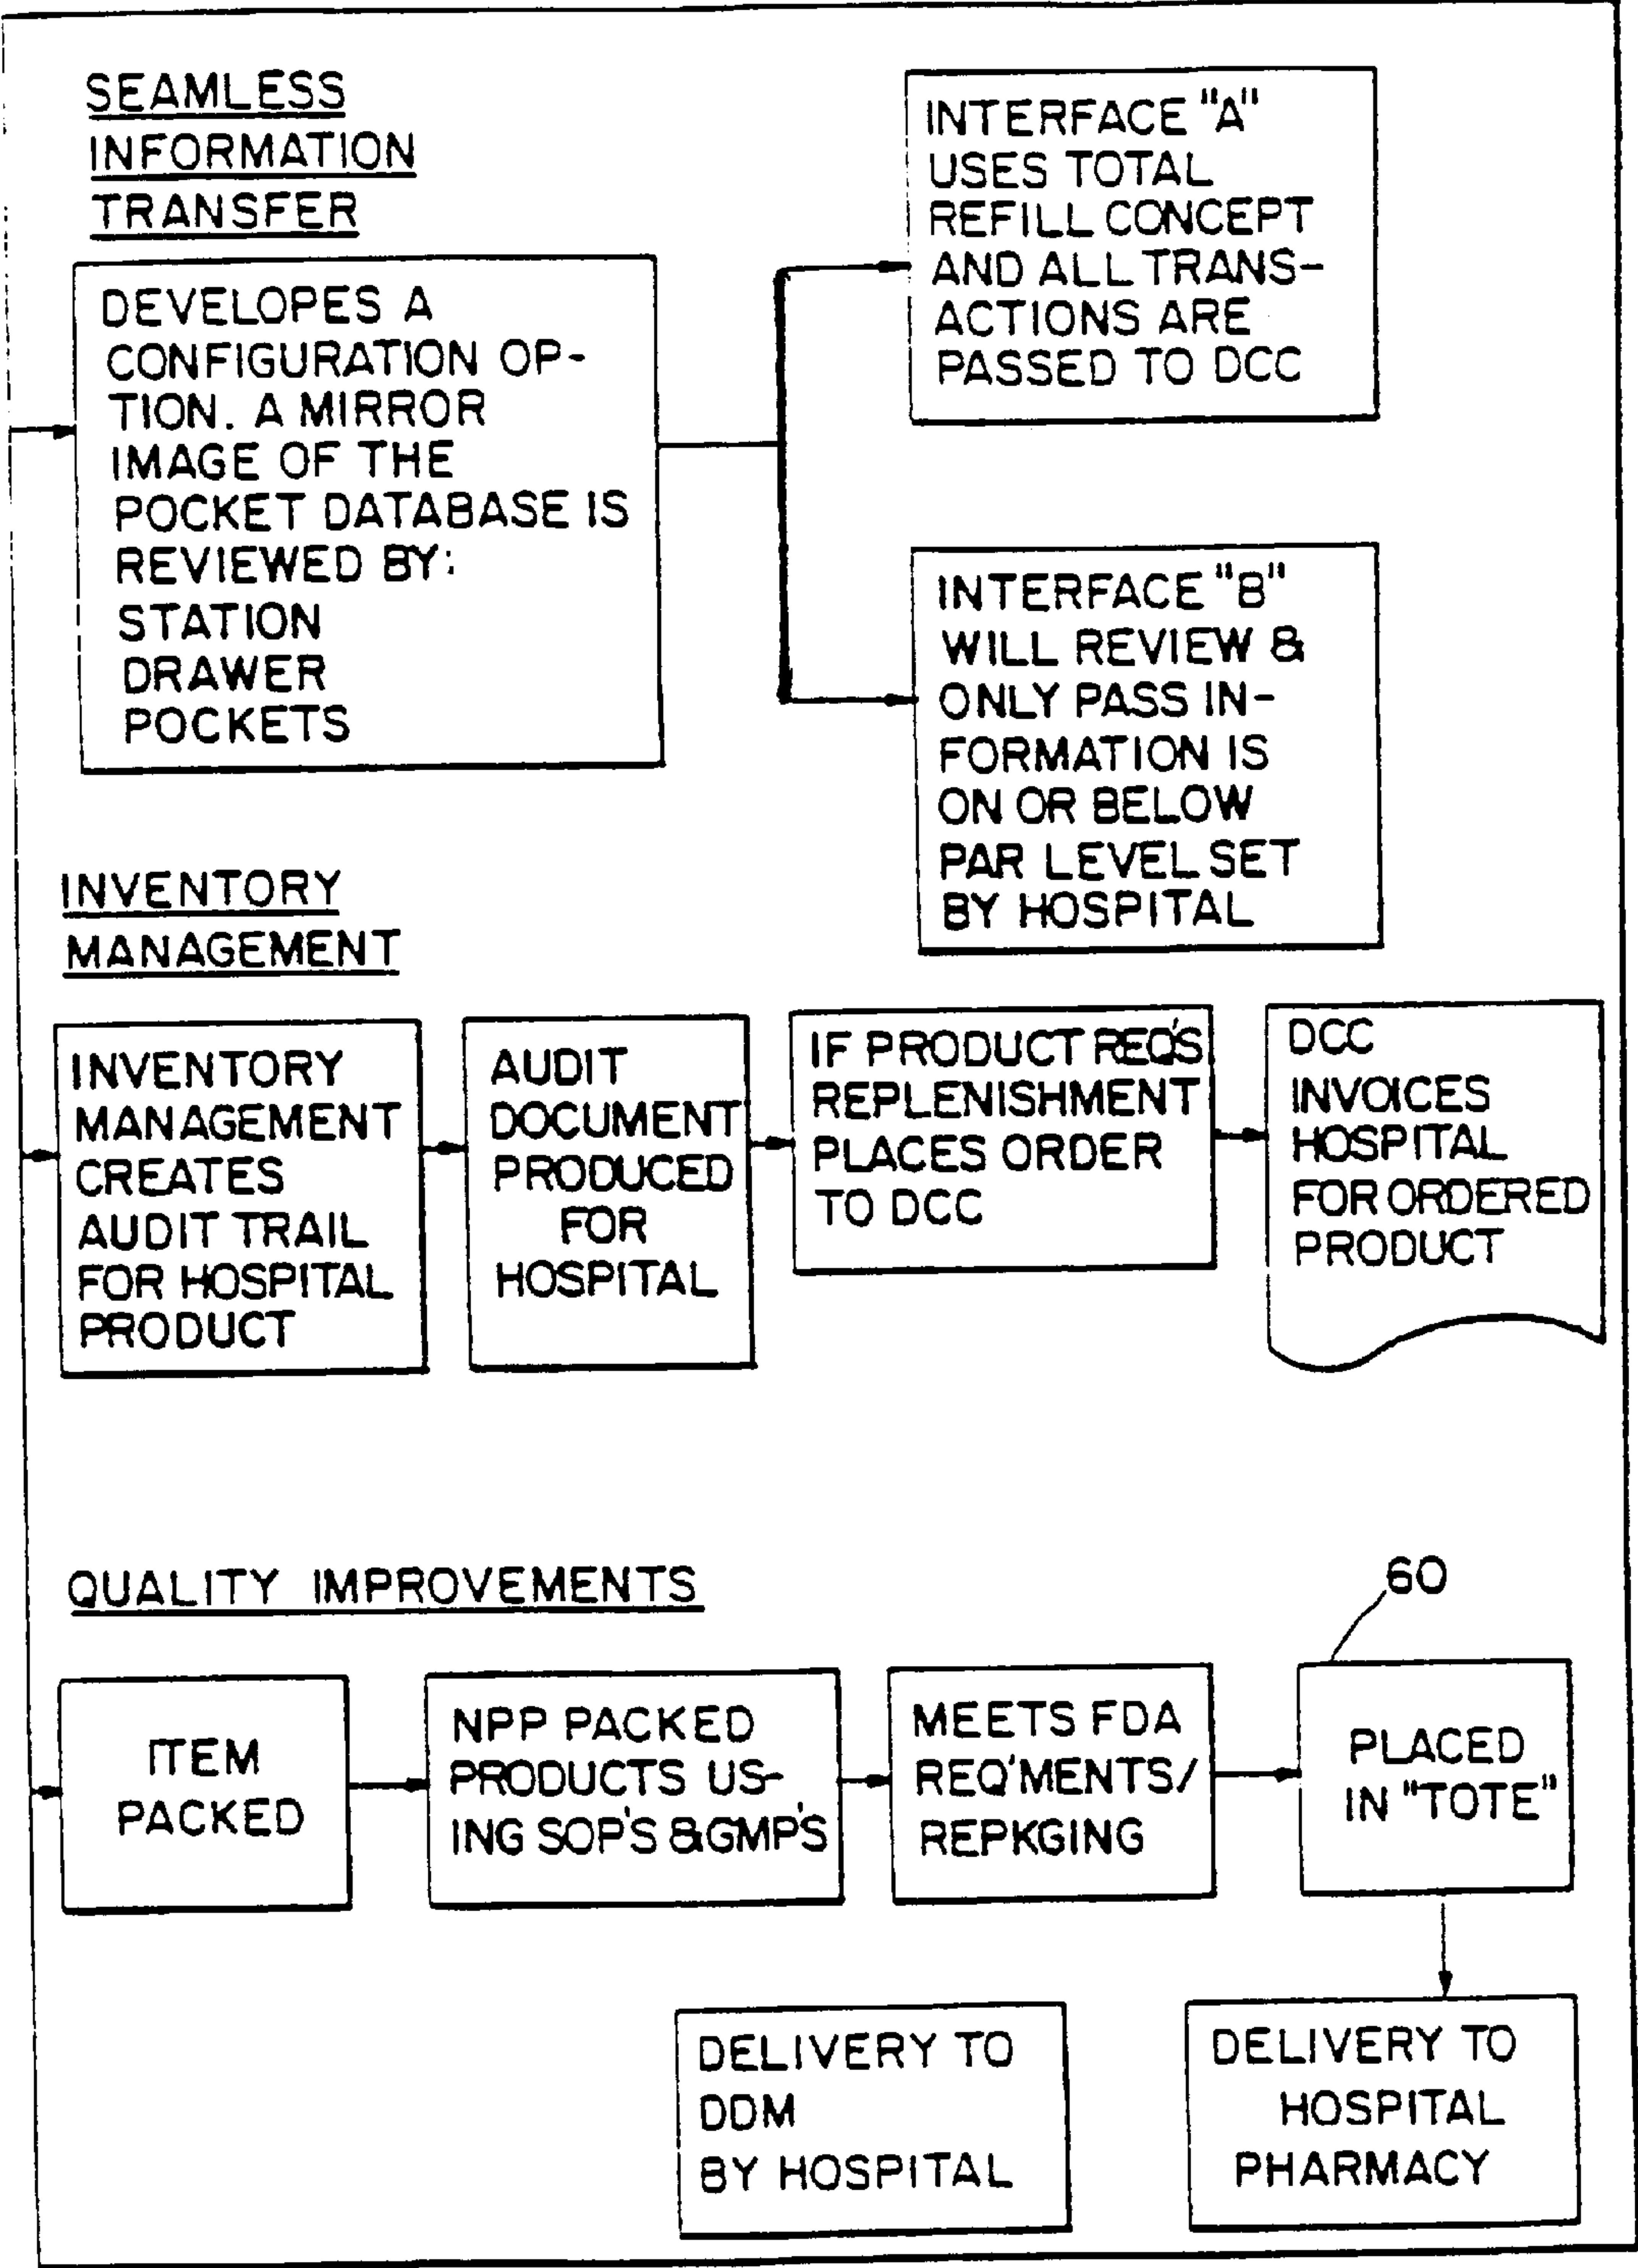 SEAMLESS
INFORMATION
TRANSFER
DEVELOPES A
CONFIGURATION OP-
TION. A MIRROR
IMAGE OF THE
POCKET DATABASE IS
REVIEWED BY:
STATION
DRAWER
POCKETS
INTERFACE "A"
USES TOTAL
REFILL CONCEPT
AND ALL TRANS-
ACTIONS ARE
PASSED TO DCC
INTERFACE "B"
WILL REVIEW &
ONLY PASS IN-
FORMATION IS
ON OR BELOW
PAR LEVEL SET
BY HOSPITAL
INVENTORY
MANAGEMENT
INVENTORY
MANAGEMENT
CREATES
AUDIT TRAIL
FOR HOSPITAL
PRODUCT
AUDIT
DOCUMENT
PRODUCED
FOR
HOSPITAL
IF PRODUCT REQ'S
REPLENISHMENT
PLACES ORDER
TO DCC
DCC
INVOICES
HOSPITAL
FOR ORDERED
PRODUCT
QUALITY IMPROVEMENTS
60
ITEM
PACKED
NPP PACKED
PRODUCTS US-
ING SOP'S & GMP'S
MEETS FDA
REQ'MENTS/
REPKGING
PLACED
IN "TOTE"
DELIVERY TO
DDM
BY HOSPITAL
DELIVERY TO
HOSPITAL
PHARMACY